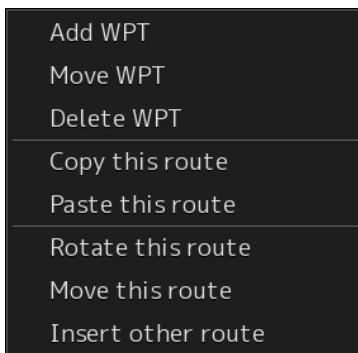 Add WPT
Move WPT
Delete WPT
Copy this route
Paste this route
Rotate this route
Move this route
Insert other route